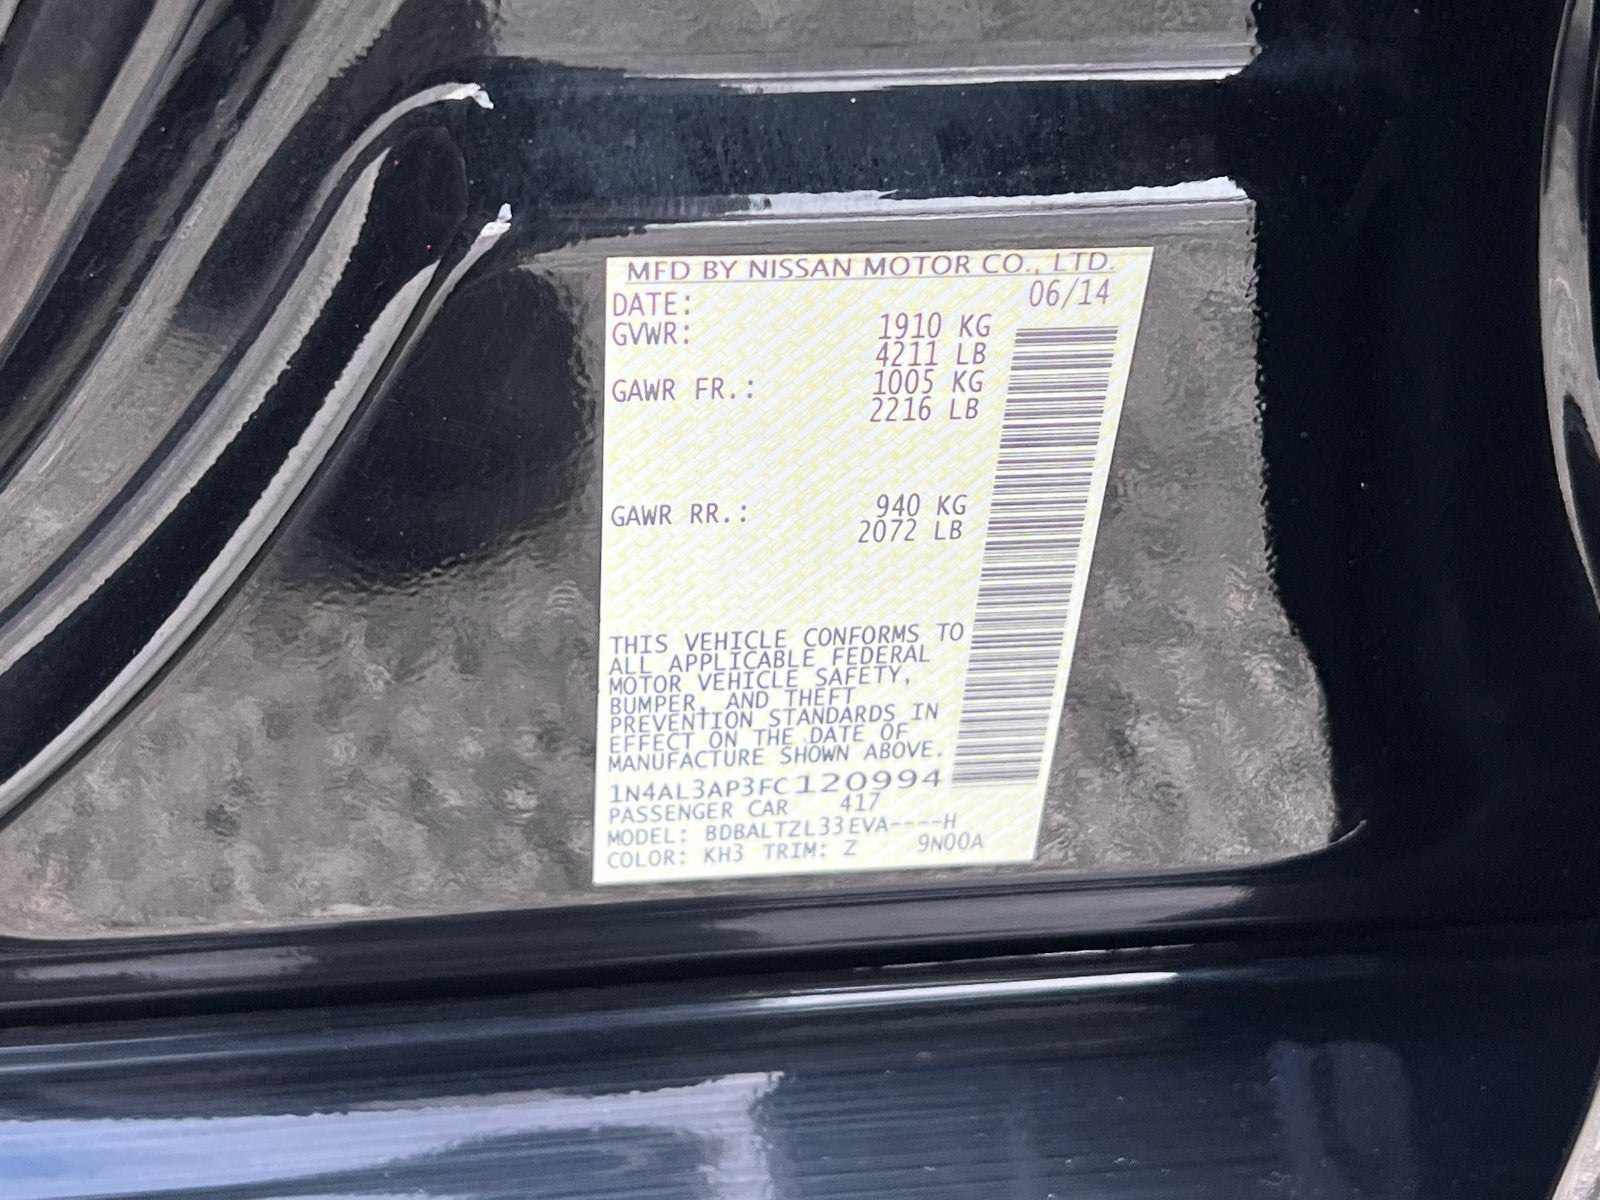 MFD BY NISSAN MOTOR CO., LTD.
DATE: 06/14
GVWR: 1910 KG
4211 LB
GAWR FR.: 1005 KG
2216 LB
GAWR RR.: 940 KG
2072 LB
THIS VEHICLE CONFORMS TO
ALL APPLICABLE FEDERAL
MOTOR VEHICLE SAFETY,
BUMPER, AND THEFT
PREVENTION STANDARDS IN
EFFECT ON THE DATE OF
MANUFACTURE SHOWN ABOVE.
1N4AL3AP3FC120994
PASSENGER CAR 417
MODEL: BDBALTZL33EVA----H
COLOR: KH3 TRIM: Z 9N00A